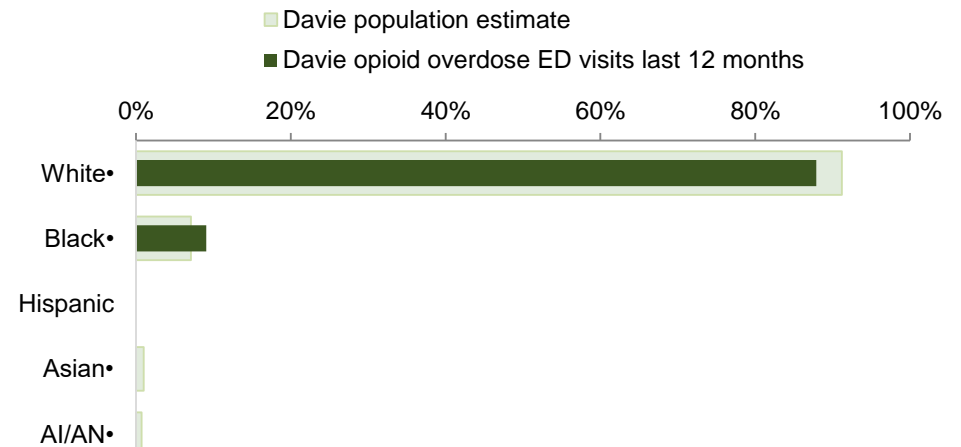 Davie population estimate
Davie opioid overdose ED visits last 12 months
0% 20% 40% 60% 80% 100%
White•
Black•
Hispanic
Asian•
AI/AN•